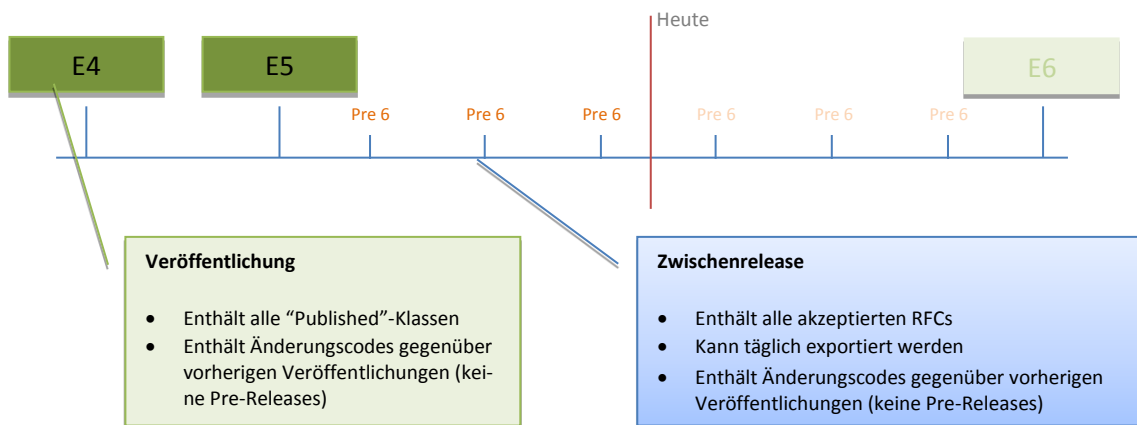 Heute
E4
E5
E6
Pre 6
Pre 6
Pre 6
Pre 6
Pre 6
Pre 6
Veröffentlichung
• Enthält alle “Published”-Klassen
• Enthält Änderungscodes gegenüber
vorherigen Veröffentlichungen (kei-
ne Pre-Releases)
Zwischenrelease
• Enthält alle akzeptierten RFCs
• Kann täglich exportiert werden
• Enthält Änderungscodes gegenüber vorherigen
Veröffentlichungen (keine Pre-Releases)